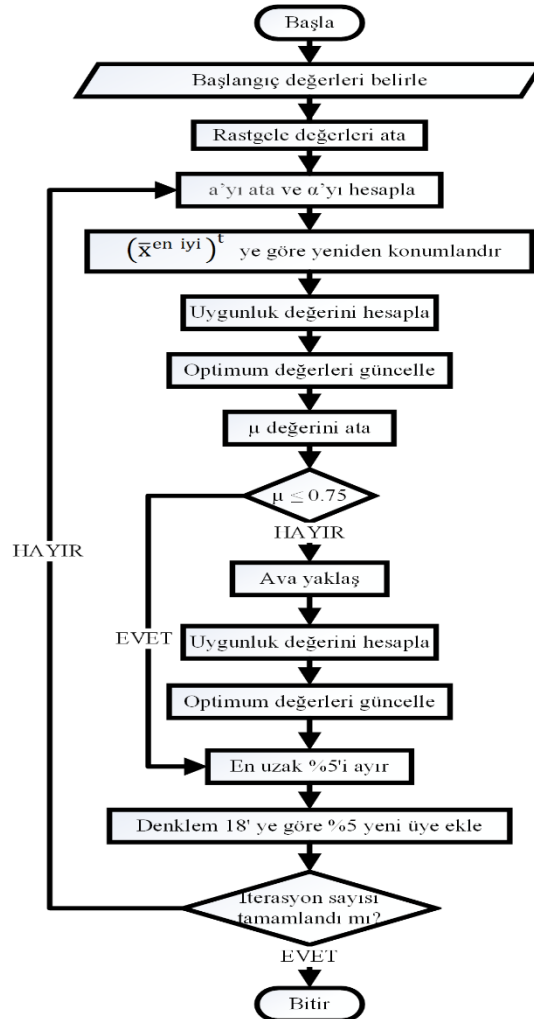 Başla
Başlangıç değerleri belirle
Rastgele değerleri ata
a'yı ata ve α'yı hesapla
(x̅ en iyi)^t ye göre yeniden konumlandır
Uygunluk değerini hesapla
Optimum değerleri güncelle
μ değerini ata
μ ≤ 0.75
HAYIR
HAYIR
Ava yaklaş
EVET
Uygunluk değerini hesapla
Optimum değerleri güncelle
En uzak %5'i ayır
Denklem 18' ye göre %5 yeni üye ekle
İterasyon sayısı
tamamlandı mı?
EVET
Bitir